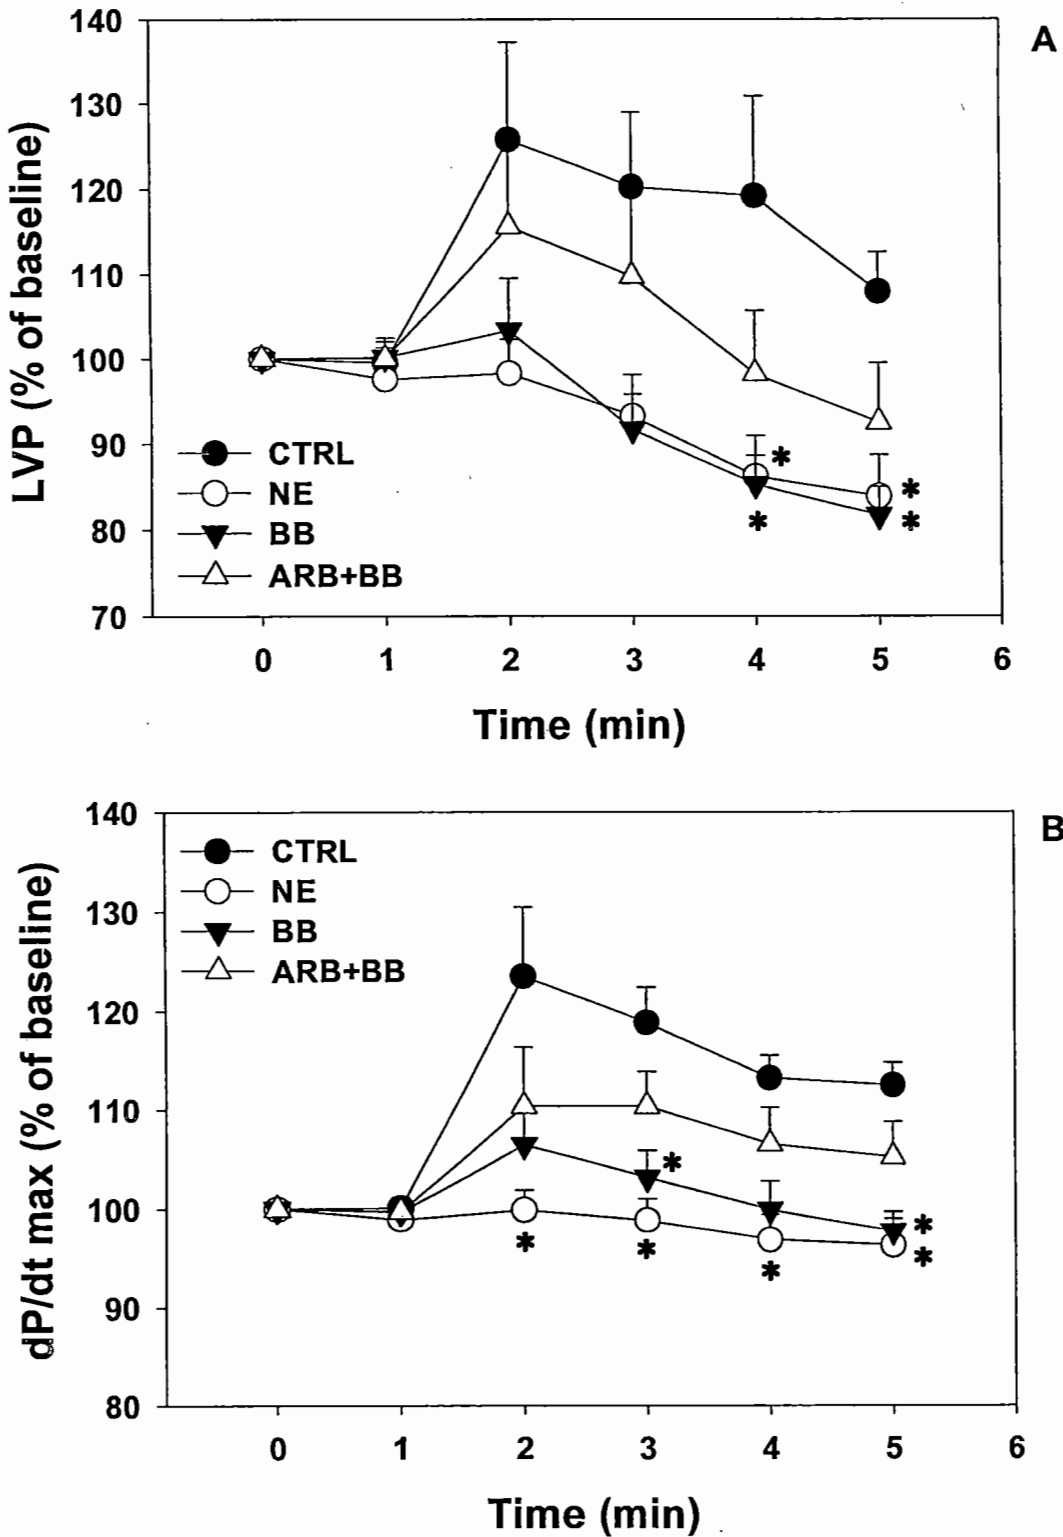 A
140
130
120
110
100
90
80
70
LVP (% of baseline)
CTRL
NE
BB
ARB+BB
*
*
*
*
0 1 2 3 4 5 6
Time (min)
B
140
130
120
110
100
90
80
dP/dt max (% of baseline)
CTRL
NE
BB
ARB+BB
*
*
*
*
*
*
0 1 2 3 4 5 6
Time (min)